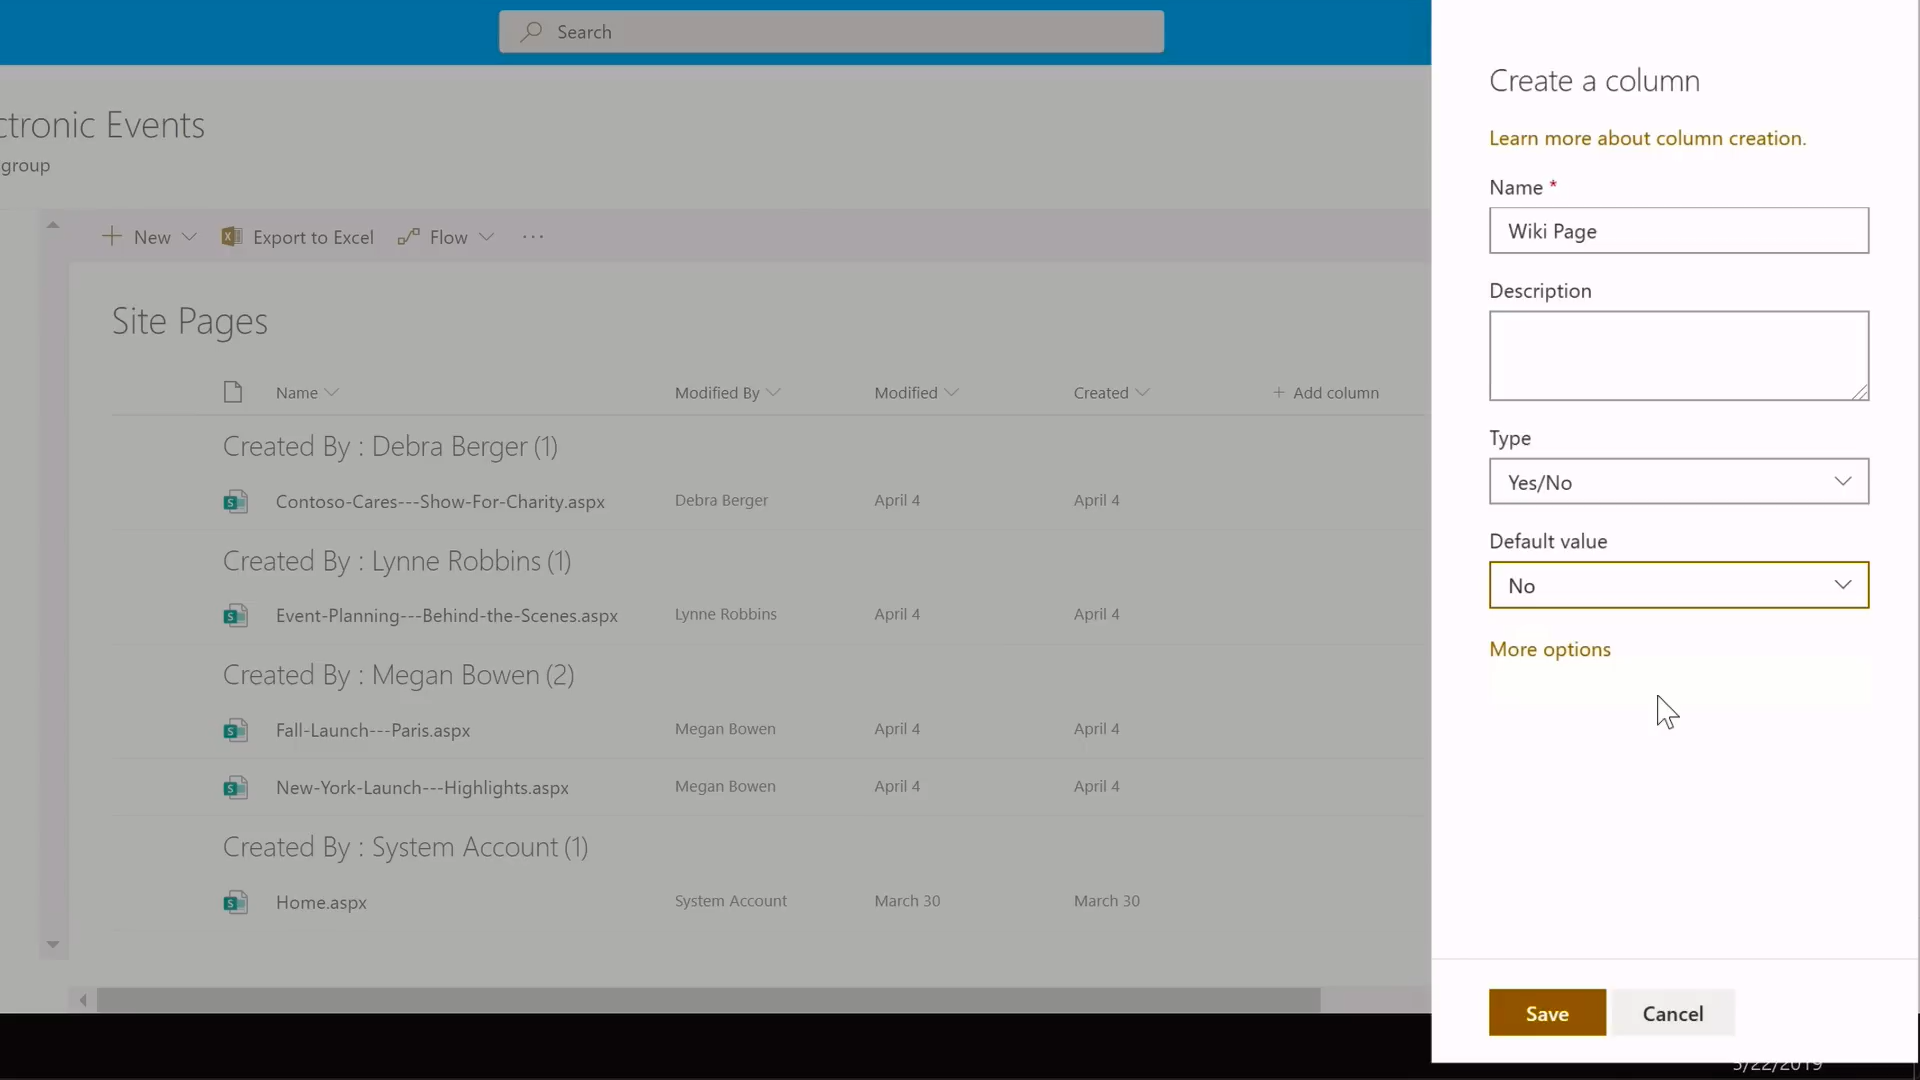 Search
ctronic Events
group
New
Export to Excel
Flow
···
Site Pages
Name
Modified By
Modified
Created
+ Add column
Created By : Debra Berger (1)
Contoso-Cares---Show-For-Charity.aspx
Debra Berger
April 4
April 4
Created By : Lynne Robbins (1)
Event-Planning---Behind-the-Scenes.aspx
Lynne Robbins
April 4
April 4
Created By : Megan Bowen (2)
Fall-Launch---Paris.aspx
Megan Bowen
April 4
April 4
New-York-Launch---Highlights.aspx
Megan Bowen
April 4
April 4
Created By : System Account (1)
Home.aspx
System Account
March 30
March 30
Create a column
Learn more about column creation.
Name *
Wiki Page
Description
Type
Yes/No
Default value
No
More options
Save
Cancel
5/22/2019